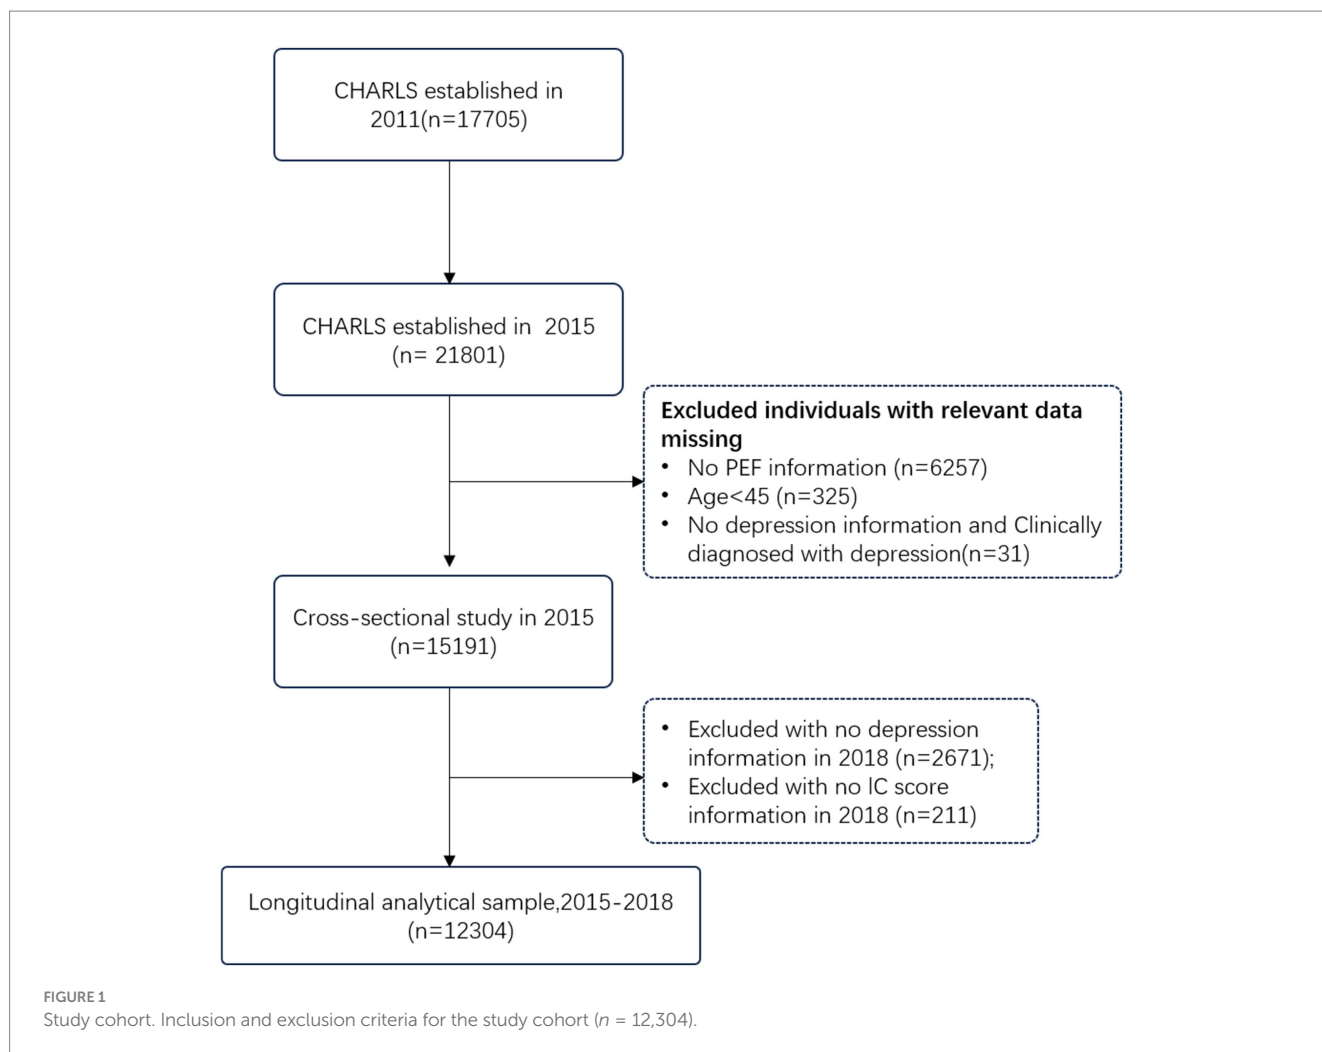 CHARLS established in
2011(n=17705)
CHARLS established in  2015
(n= 21801)
Excluded individuals with relevant data
missing
• No PEF information (n=6257)
• Age<45 (n=325)
• No depression information and Clinically
diagnosed with depression(n=31)
Cross-sectional study in 2015
(n=15191)
• Excluded with no depression
information in 2018 (n=2671);
• Excluded with no IC score
information in 2018 (n=211)
Longitudinal analytical sample,2015-2018
(n=12304)
FIGURE 1
Study cohort. Inclusion and exclusion criteria for the study cohort (n = 12,304).